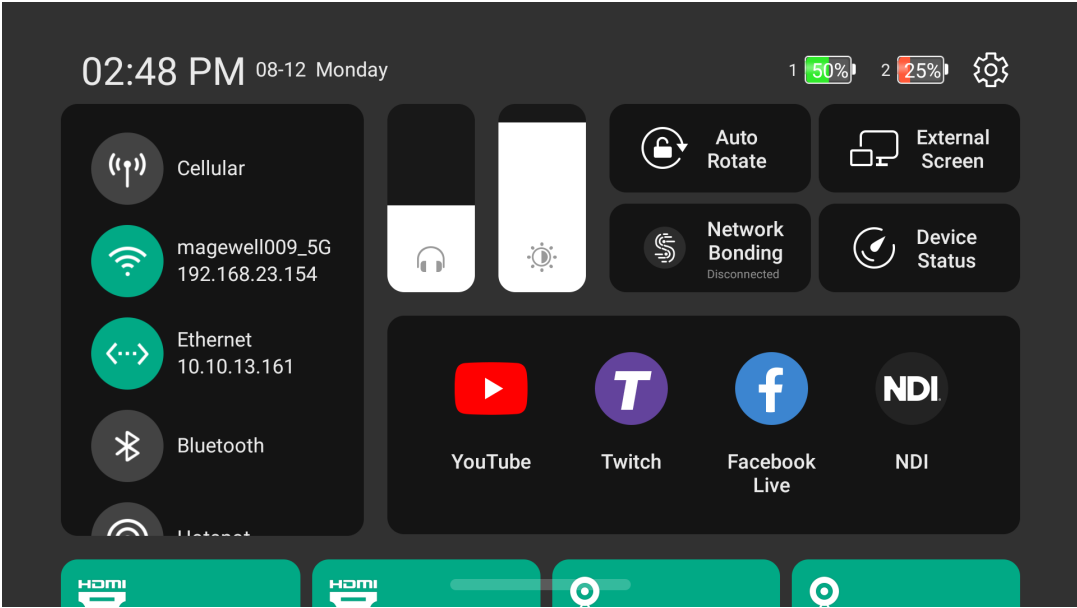 02:48 PM 08-12 Monday
1 50% 2 25%
Cellular
magewell009_5G
192.168.23.154
Ethernet
10.10.13.161
Bluetooth
Auto
Rotate
External
Screen
Network
Bonding
Disconnected
Device
Status
YouTube
Twitch
Facebook
Live
NDI
NDI
HDMI
HDMI